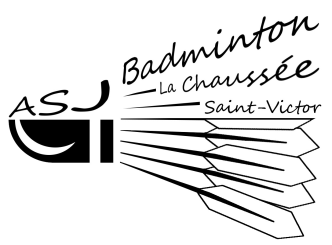 Badminton
La Chaussée
ASJ
Saint-Victor